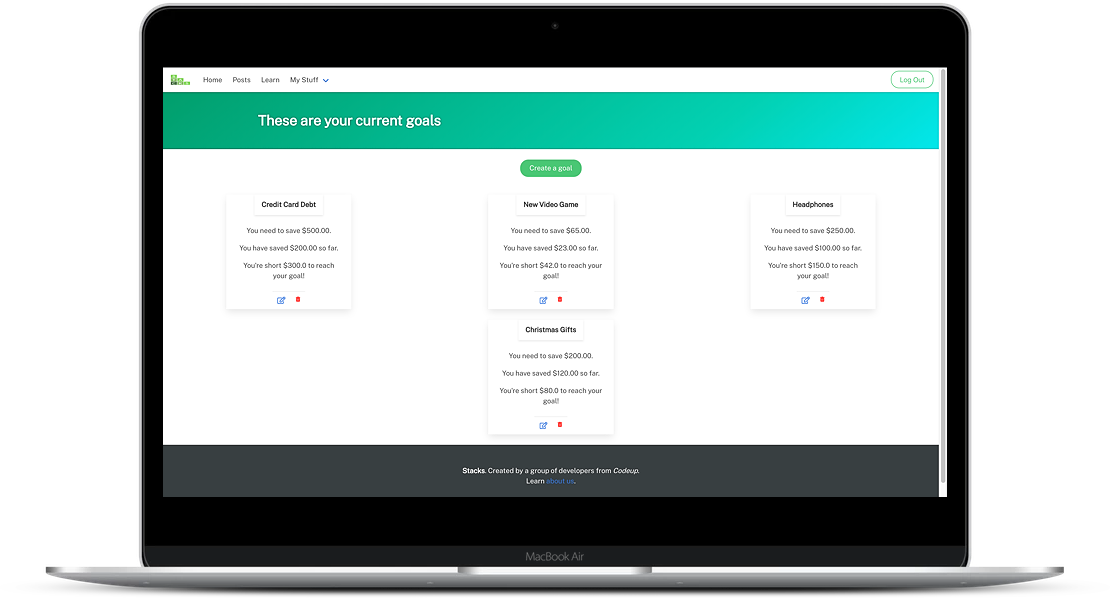 Home Posts Learn My Stuff
Log Out
These are your current goals
Create a goal
Credit Card Debt
You need to save $500.00.
You have saved $200.00 so far.
You're short $300.0 to reach
your goal!
New Video Game
You need to save $65.00.
You have saved $23.00 so far.
You're short $42.0 to reach your
goal!
Headphones
You need to save $250.00.
You have saved $100.00 so far.
You're short $150.0 to reach
your goal!
Christmas Gifts
You need to save $200.00.
You have saved $120.00 so far.
You're short $80.0 to reach your
goal!
Stacks. Created by a group of developers from Codeup.
Learn about us.
MacBook Air